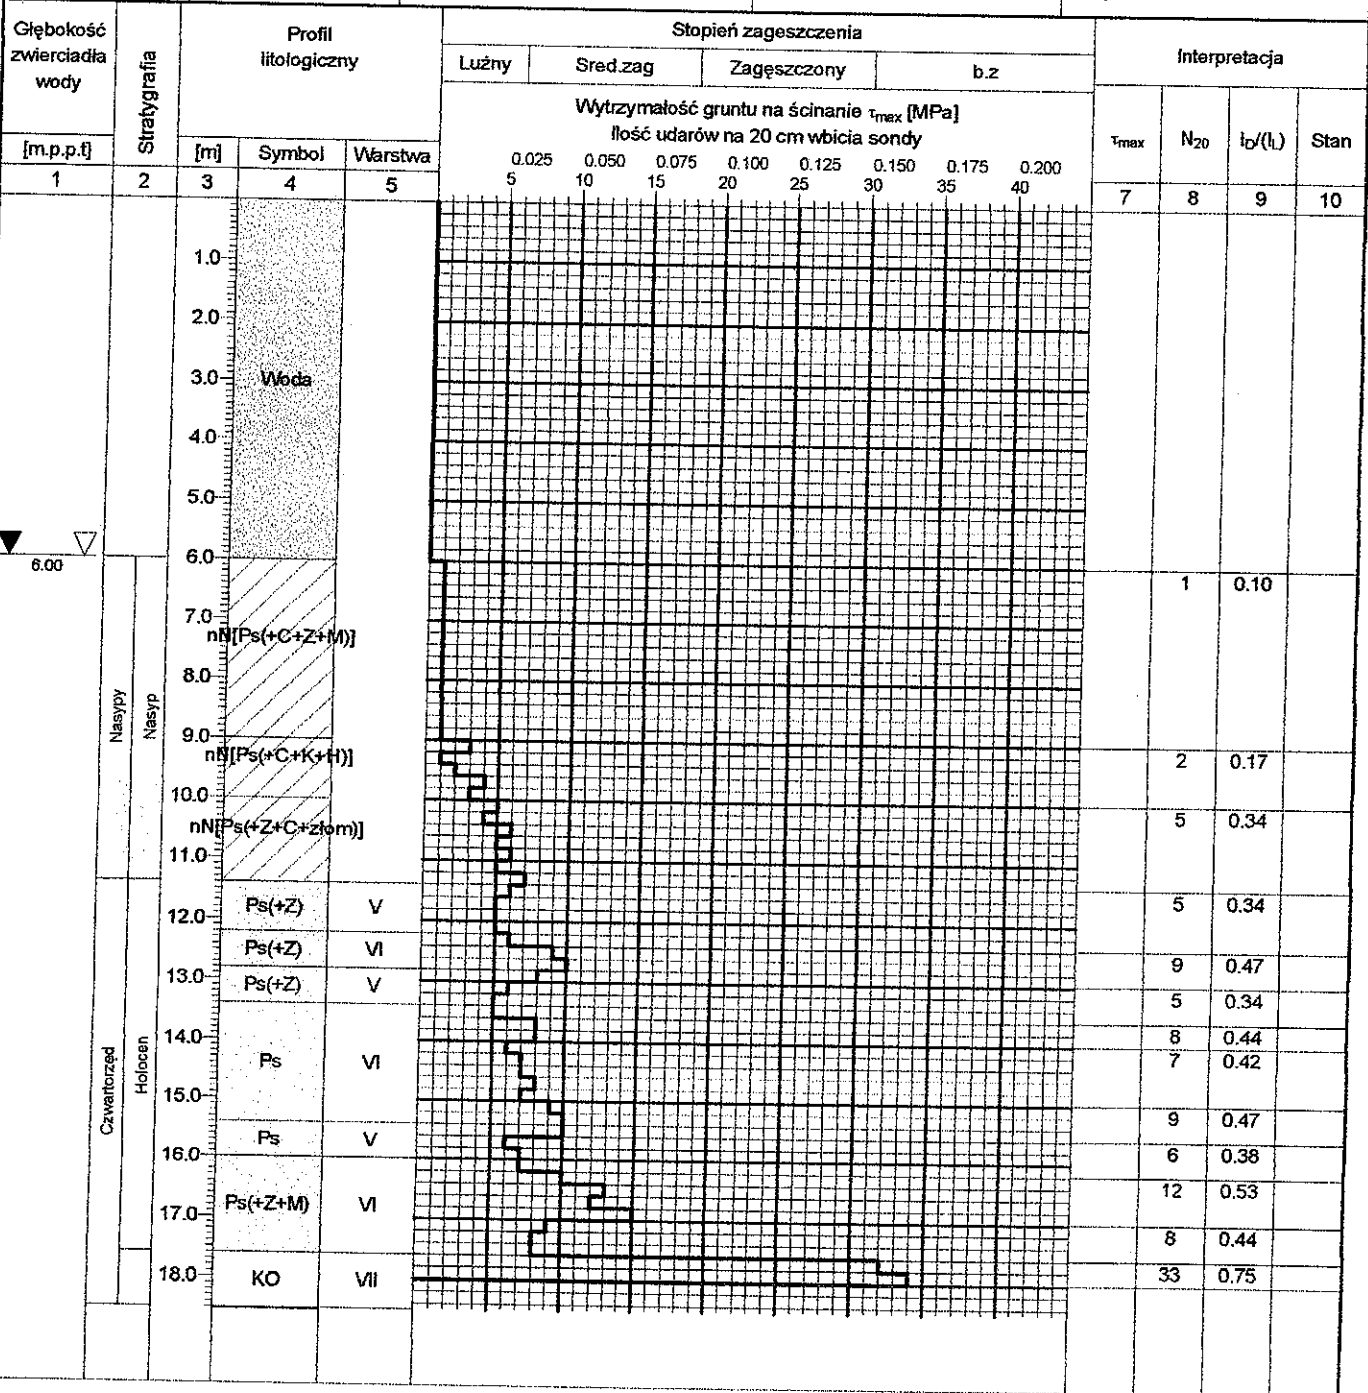 Głębokość zwierciadła wody
Stratygrafia
Profil litologiczny
Stopień zagęszczenia
Interpretacja
Luźny Sred.zag Zagęszczony b.z
Wytrzymałość gruntu na ścinanie τmax [MPa]
Ilość udarów na 20 cm wbicia sondy
[m.p.p.t] [m] Symbol Warstwa
τmax N20 ID/(IL) Stan
0.025 0.050 0.075 0.100 0.125 0.150 0.175 0.200
5 10 15 20 25 30 35 40
1 2 3 4 5 7 8 9 10
1.0
2.0
3.0 Woda
4.0
5.0
6.00 6.0
1 0.10
7.0
nN[Ps(+C+Z+M)]
8.0
Nasypy Nasyp
9.0
nN[Ps(+C+K+H)] 2 0.17
10.0
nN[Ps(+Z+C+złom)] 5 0.34
11.0
12.0 Ps(+Z) V 5 0.34
Ps(+Z) VI 9 0.47
13.0 Ps(+Z) V 5 0.34
14.0 8 0.44
Czwartorzęd Holocen
Ps VI 7 0.42
15.0 9 0.47
Ps V 6 0.38
16.0
Ps(+Z+M) VI 12 0.53
17.0 8 0.44
18.0 KO VII 33 0.75